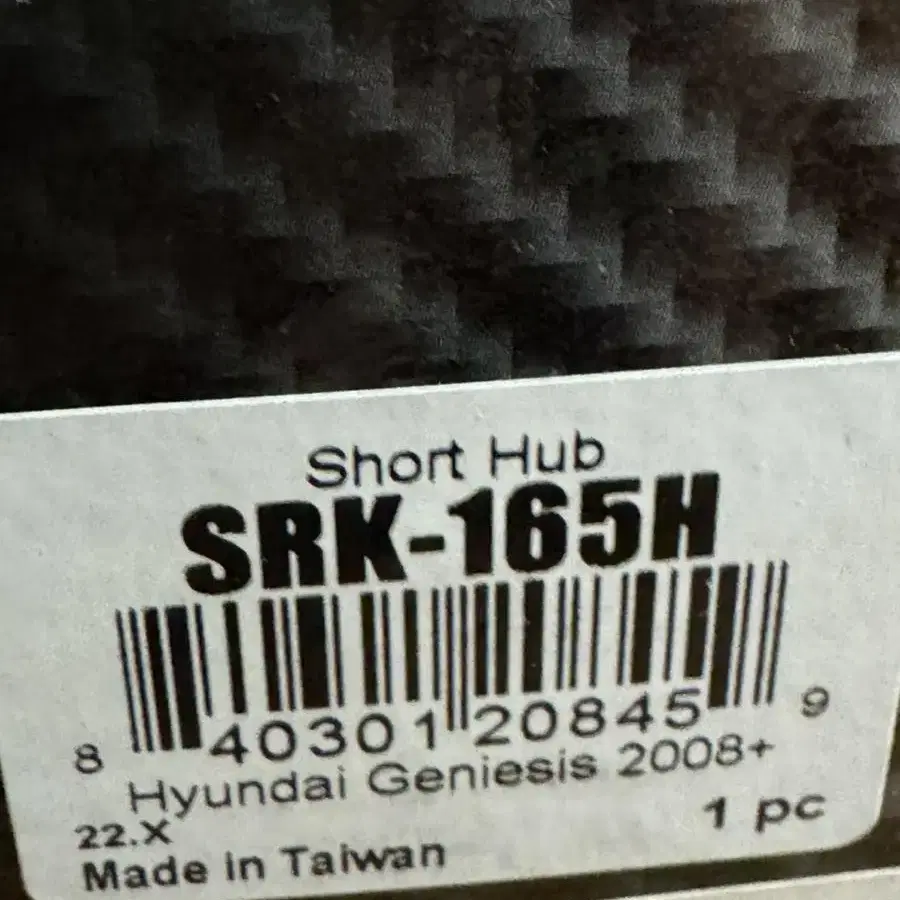 Short Hub
SRK-165H
8 40301 20845 9
Hyundai Geniesis 2008+
22.X
1 pc
Made in Taiwan